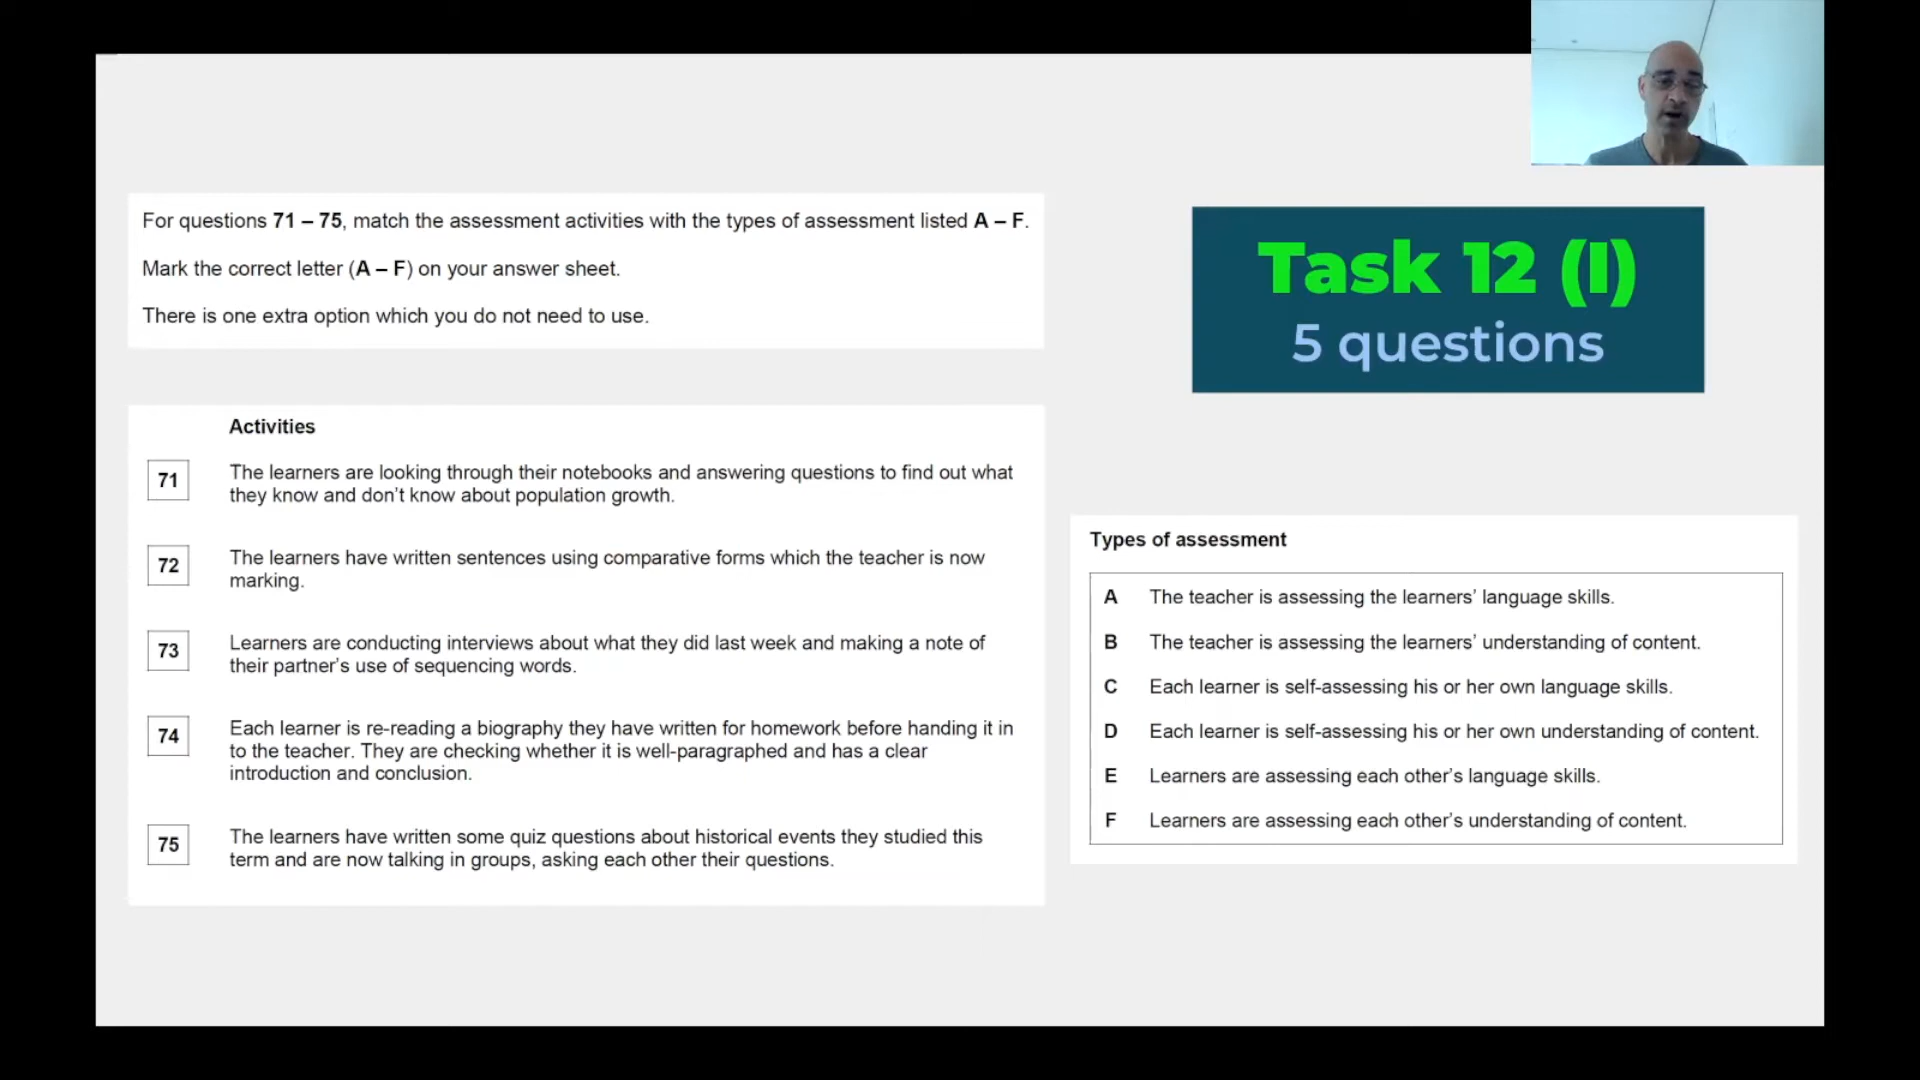 For questions 71 – 75, match the assessment activities with the types of assessment listed A – F.
Mark the correct letter (A – F) on your answer sheet.
There is one extra option which you do not need to use.
Task 12 (I)
5 questions
Activities
71 The learners are looking through their notebooks and answering questions to find out what
they know and don't know about population growth.
72 The learners have written sentences using comparative forms which the teacher is now
marking.
73 Learners are conducting interviews about what they did last week and making a note of
their partner's use of sequencing words.
74 Each learner is re-reading a biography they have written for homework before handing it in
to the teacher. They are checking whether it is well-paragraphed and has a clear
introduction and conclusion.
75 The learners have written some quiz questions about historical events they studied this
term and are now talking in groups, asking each other their questions.
Types of assessment
A The teacher is assessing the learners' language skills.
B The teacher is assessing the learners' understanding of content.
C Each learner is self-assessing his or her own language skills.
D Each learner is self-assessing his or her own understanding of content.
E Learners are assessing each other's language skills.
F Learners are assessing each other's understanding of content.